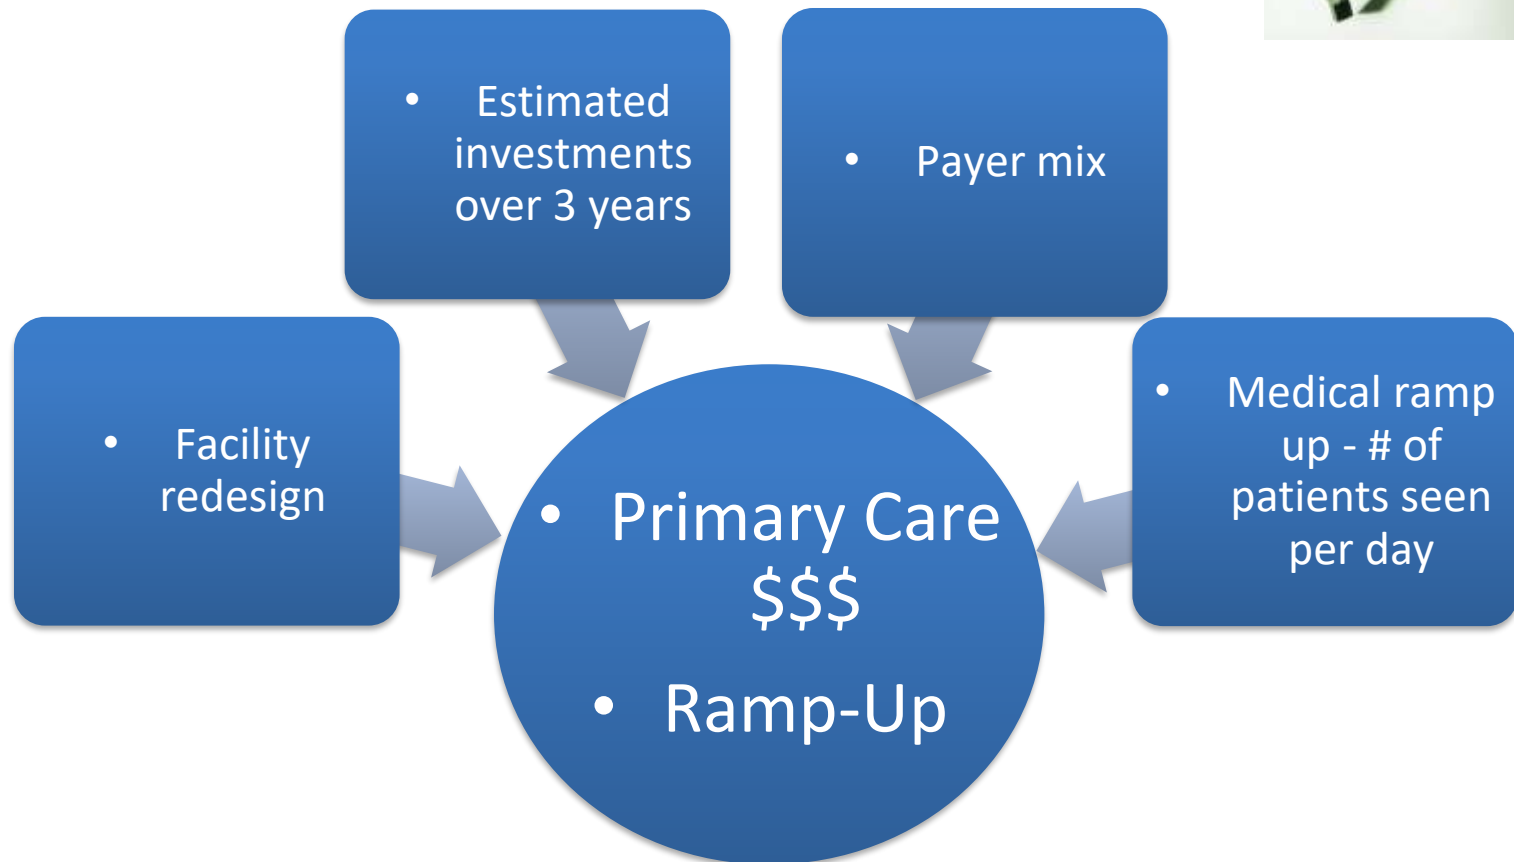 • Estimated
investments
over 3 years
• Payer mix
• Facility
redesign
• Medical ramp
up - # of
patients seen
per day
• Primary Care
$$$
• Ramp-Up